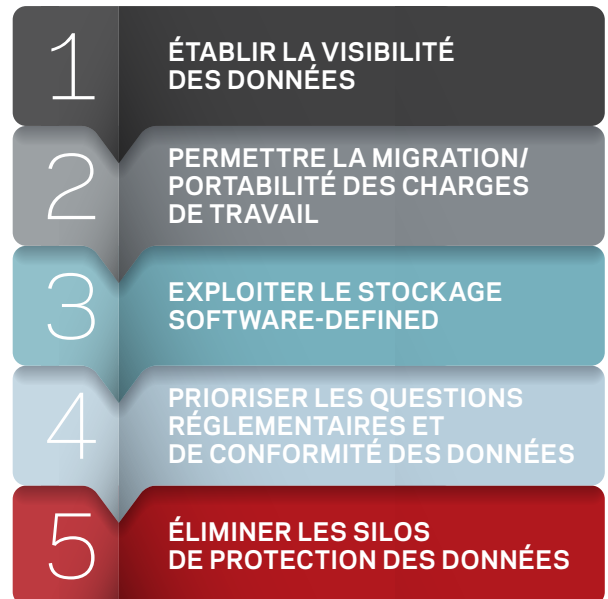 1
ÉTABLIR LA VISIBILITÉ
DES DONNÉES
2
PERMETTRE LA MIGRATION/
PORTABILITÉ DES CHARGES
DE TRAVAIL
3
EXPLOITER LE STOCKAGE
SOFTWARE-DEFINED
4
PRIORISER LES QUESTIONS
RÉGLEMENTAIRES ET
DE CONFORMITÉ DES DONNÉES
5
ÉLIMINER LES SILOS
DE PROTECTION DES DONNÉES